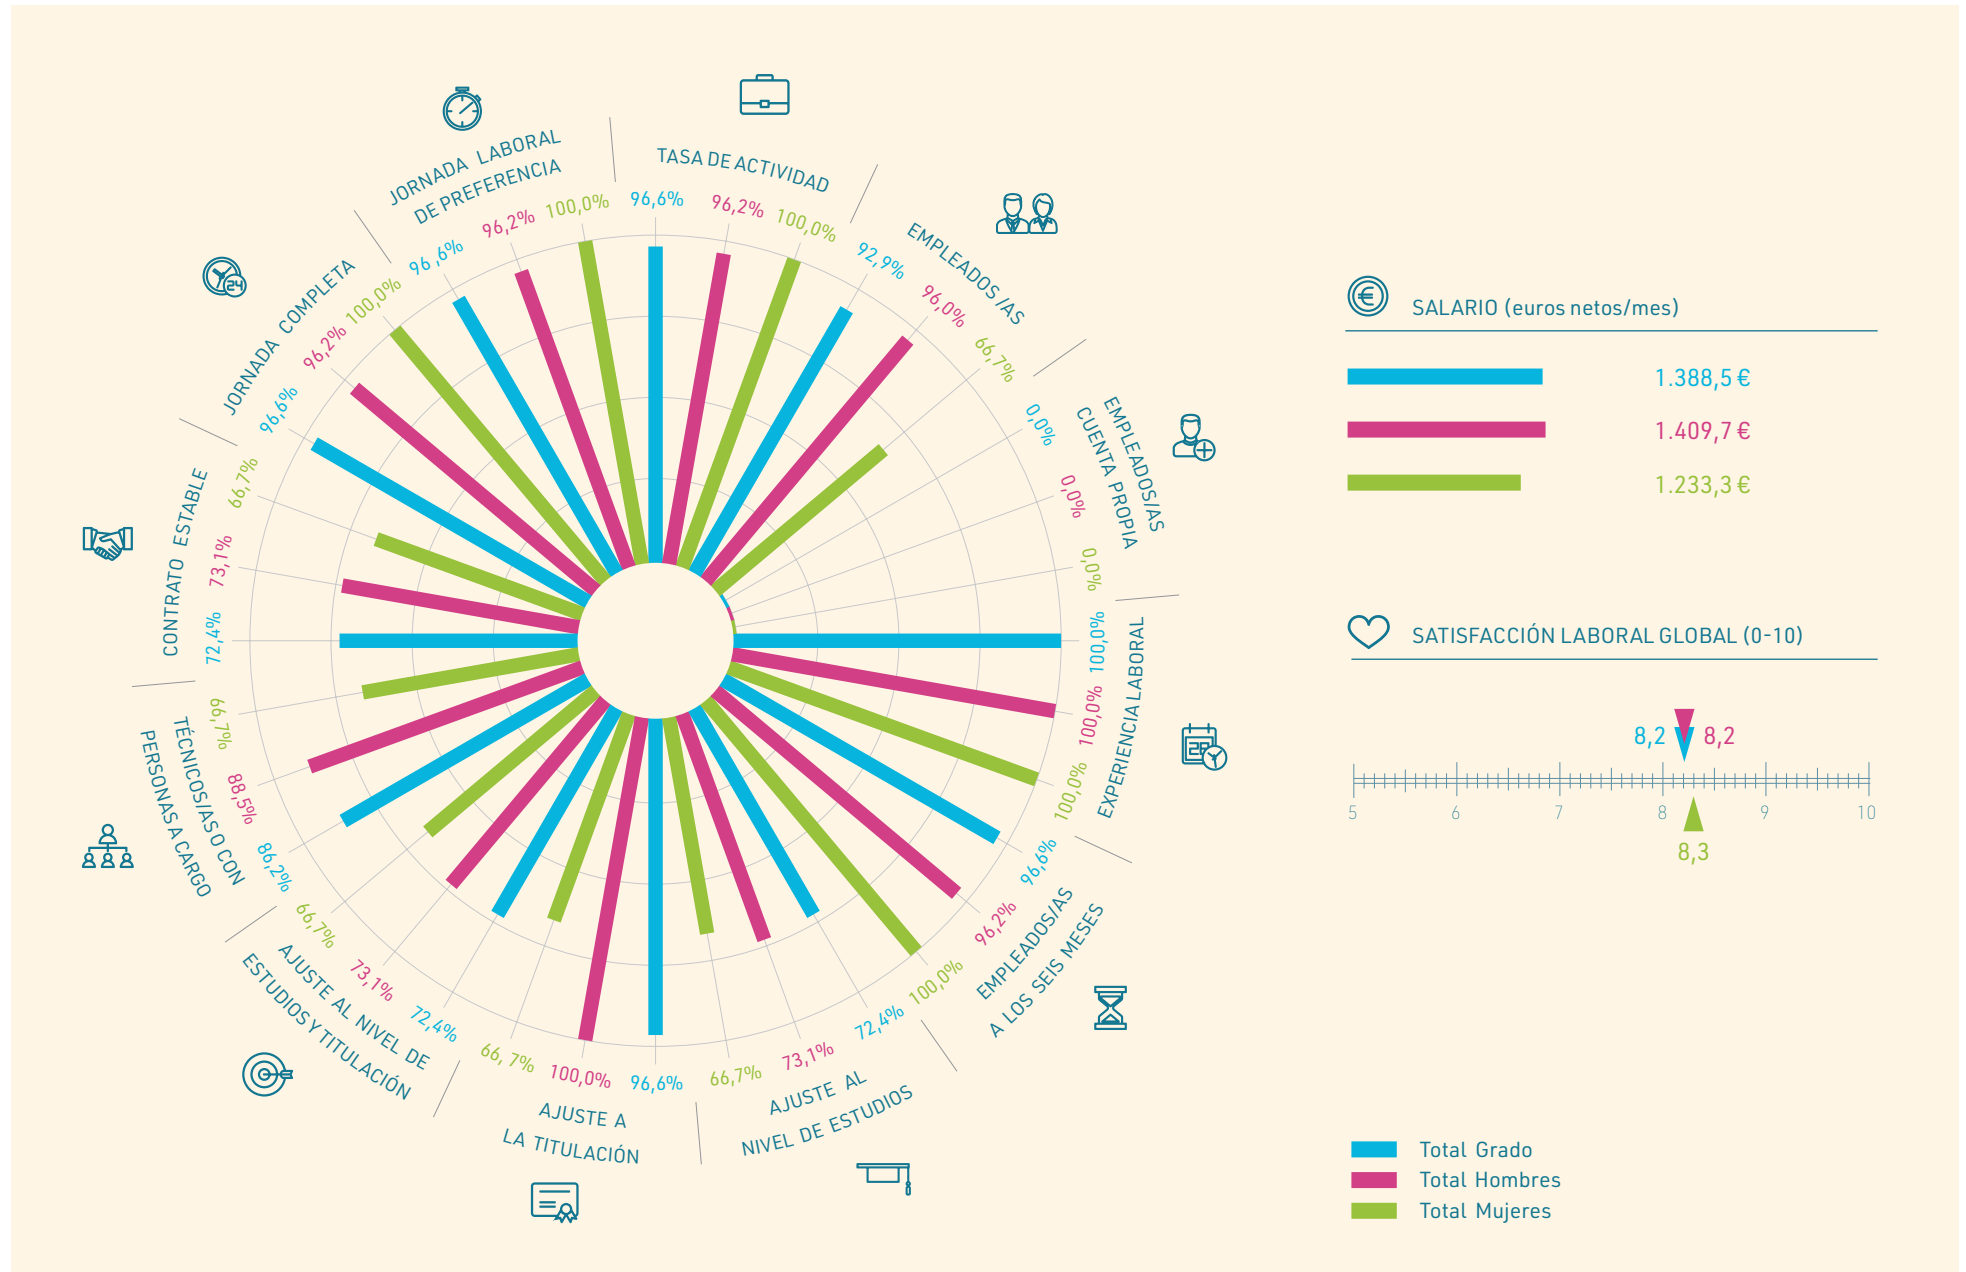 TASA DE ACTIVIDAD
96,6%
96,2%
100,0%
EMPLEADOS/AS
92,9%
96,0%
66,7%
EMPLEADOS/AS
CUENTA PROPIA
0,0%
0,0%
0,0%
EXPERIENCIA LABORAL
100,0%
100,0%
100,0%
EMPLEADOS/AS
A LOS SEIS MESES
96,6%
96,2%
100,0%
AJUSTE AL
NIVEL DE ESTUDIOS
72,4%
73,1%
66,7%
AJUSTE A
LA TITULACIÓN
96,6%
100,0%
66,7%
AJUSTE AL NIVEL DE
ESTUDIOS Y TITULACIÓN
72,4%
73,1%
66,7%
TÉCNICOS/AS O CON
PERSONAS A CARGO
86,2%
88,5%
66,7%
CONTRATO ESTABLE
72,4%
73,1%
66,7%
JORNADA COMPLETA
96,6%
96,2%
100,0%
JORNADA LABORAL
DE PREFERENCIA
96,6%
96,2%
100,0%
24
20
SALARIO (euros netos/mes)
€
1.388,5 €
1.409,7 €
1.233,3 €
SATISFACCIÓN LABORAL GLOBAL (0-10)
8,2 8,2
5 6 7 8 9 10
8,3
Total Grado
Total Hombres
Total Mujeres